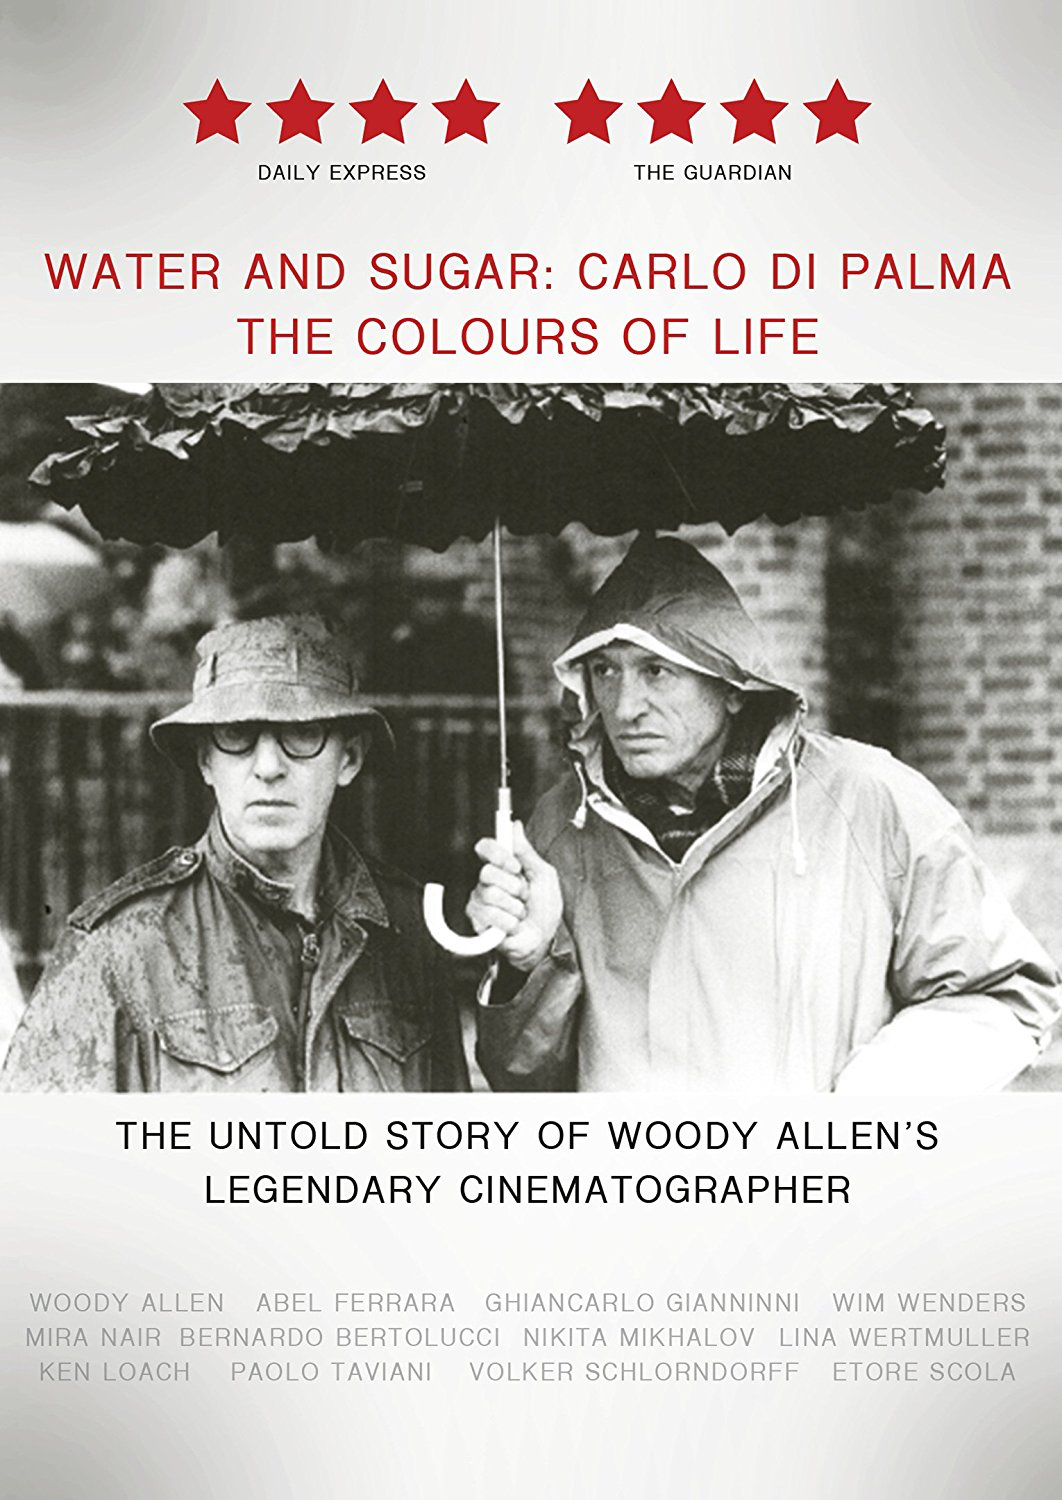 DAILY EXPRESS THE GUARDIAN
WATER AND SUGAR: CARLO DI PALMA
THE COLOURS OF LIFE
THE UNTOLD STORY OF WOODY ALLEN'S
LEGENDARY CINEMATOGRAPHER
WOODY ALLEN ABEL FERRARA GHIANCARLO GIANNINNI WIM WENDERS
MIRA NAIR BERNARDO BERTOLUCCI NIKITA MIKHALOV LINA WERTMULLER
KEN LOACH PAOLO TAVIANI VOLKER SCHLORNDORFF ETORE SCOLA